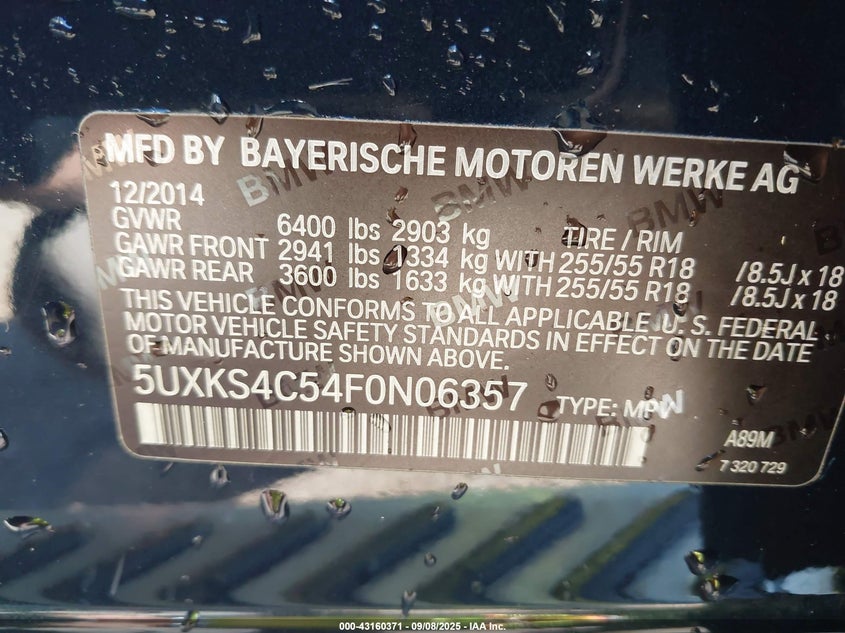 MFD BY BAYERISCHE MOTOREN WERKE AG
12/2014
GVWR 6400 lbs 2903 kg TIRE / RIM
GAWR FRONT 2941 lbs 1334 kg WITH 255/55 R18 /8.5J x 18
GAWR REAR 3600 lbs 1633 kg WITH 255/55 R18 /8.5J x 18
THIS VEHICLE CONFORMS TO ALL APPLICABLE U. S. FEDERAL
MOTOR VEHICLE SAFETY STANDARDS IN EFFECT ON THE DATE
OF MANUFACTURE SHOWN ABOVE.
5UXKS4C54F0N06357 TYPE: MPV
A89M
7 320 729
000-43160371 - 09/08/2025 - IAA Inc.